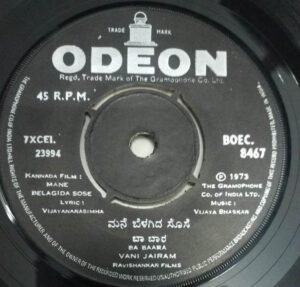 TRADE MARK
ODEON
Regd. Trade Mark of The Gramophone Co. Ltd.
45 R.P.M.
7XCEI.
23994
BOEC.
8467
KANNADA FILM :
MANE
BELAGIDA SOSE
LYRIC :
VIJAYANARASIMHA
℗ 1973
THE GRAMOPHONE
CO. OF INDIA LTD.
MUSIC :
VIJAYA BHASKAR
ಮನೆ ಬೆಳಗಿದ ಸೊಸೆ
ಬಾ ಬಾರ
BA BAARA
VANI JAIRAM
RAVISHANKAR FILMS